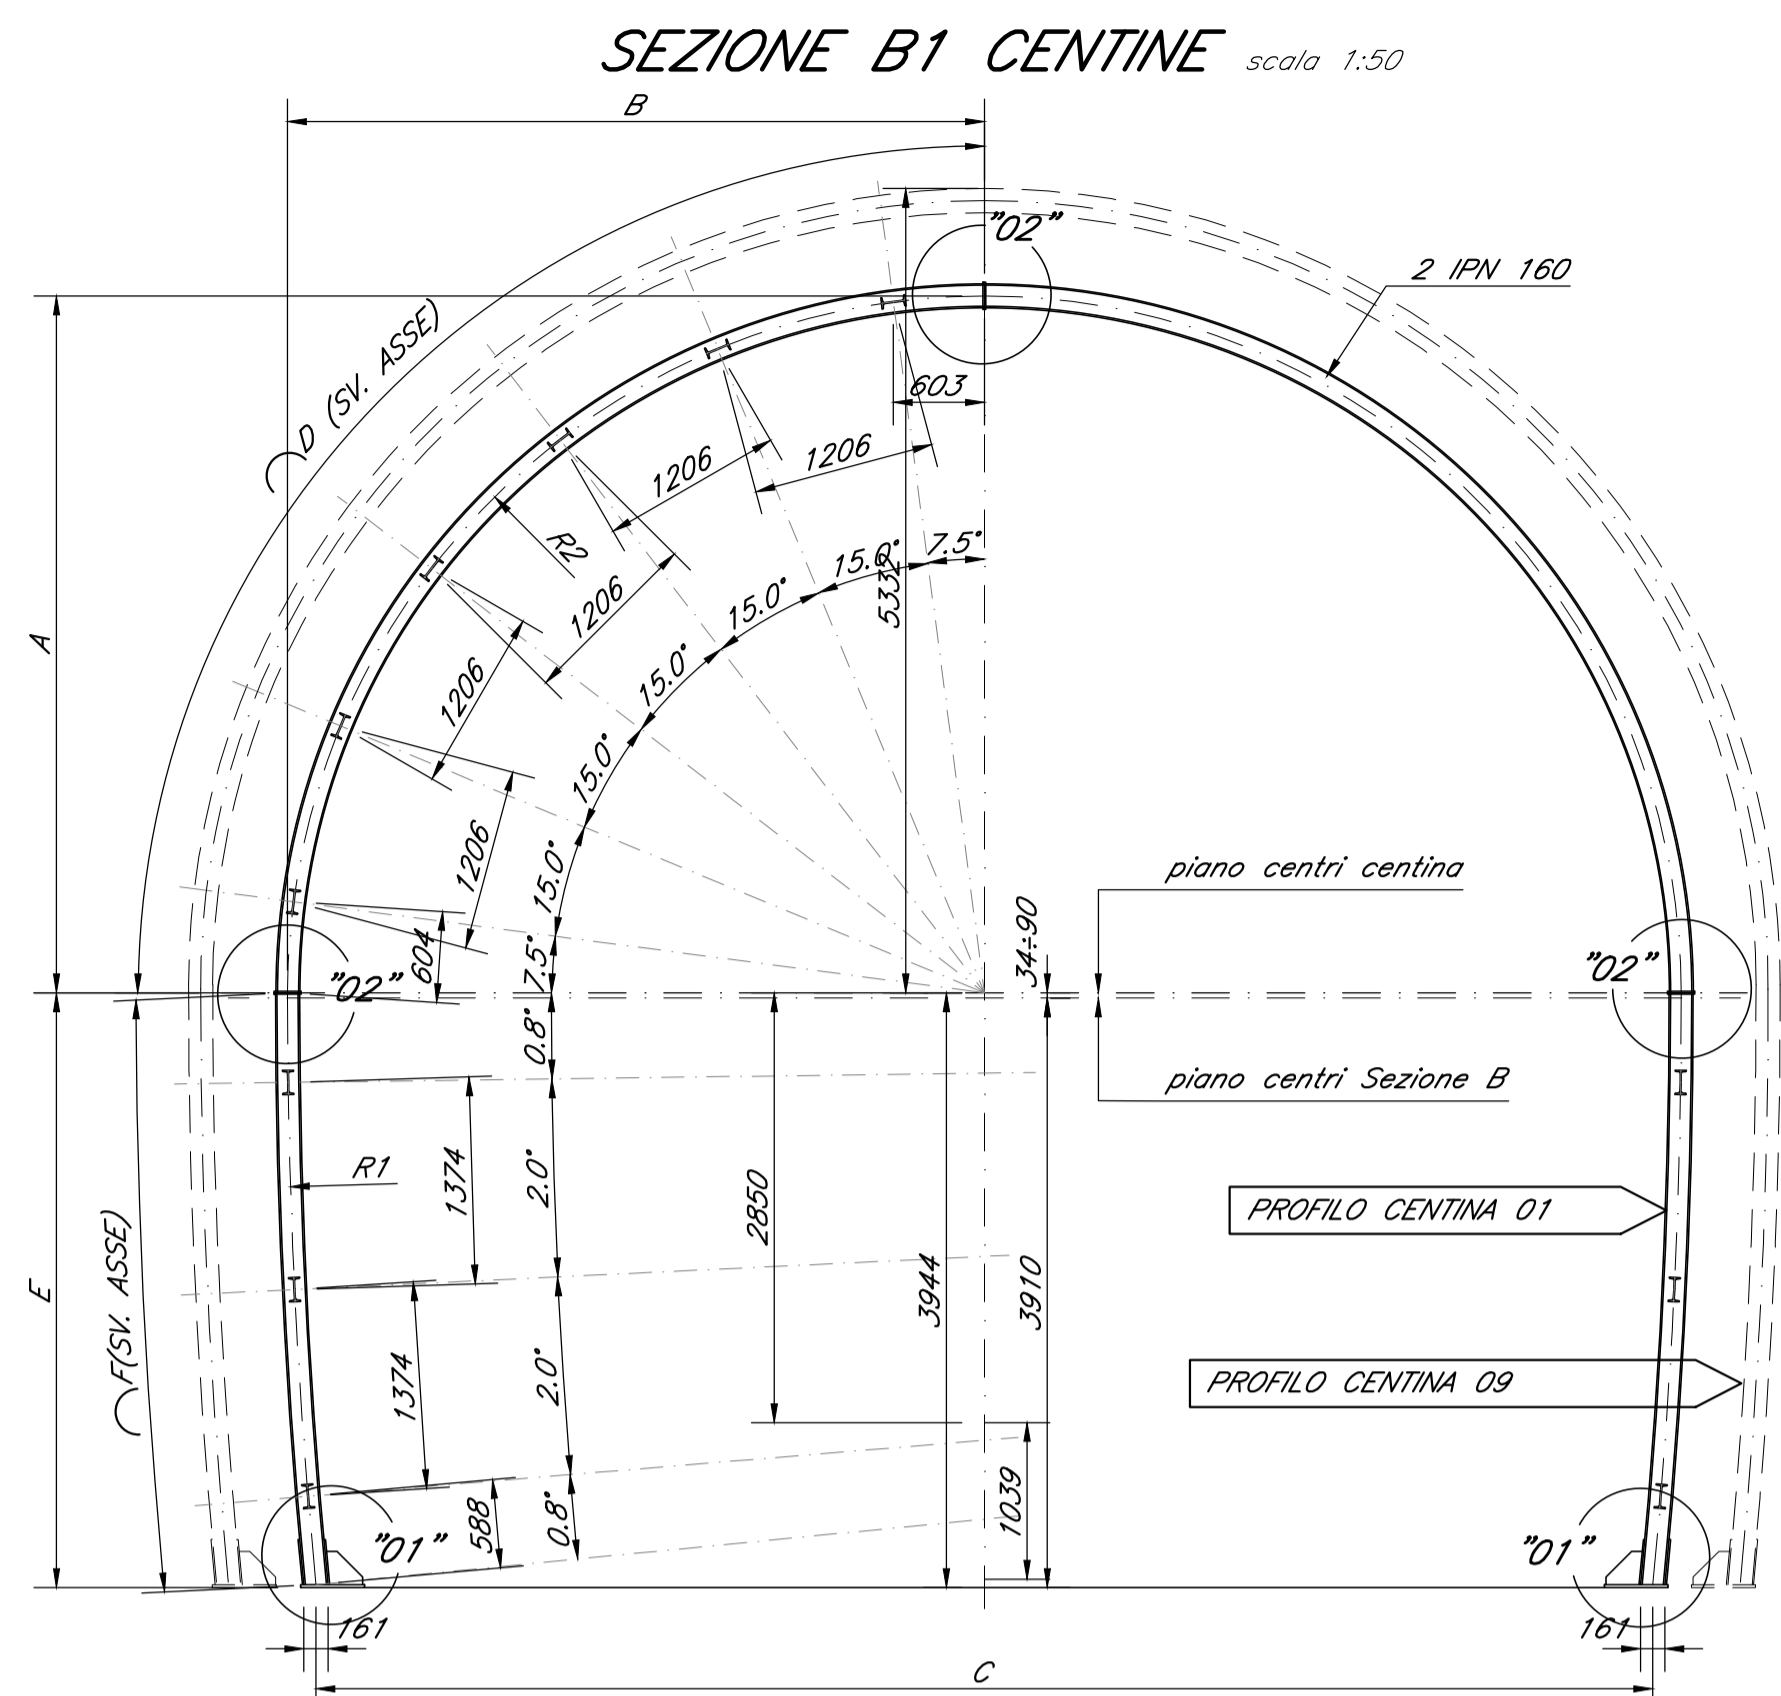 SEZIONE B1 CENTINE scala 1:50
B
"02"
2 IPN 160
D (SV. ASSE)
603
1206
1206
R2
7.5°
15.0°
5332
15.0°
1206
A
15.0°
1206
15.0°
1206
15.0°
piano centri centina
604
7.5°
34÷90
"02"
"02"
0.8°
piano centri Sezione B
R1
1374
2.0°
2850
PROFILO CENTINA 01
F(SV. ASSE)
E
3944
3910
1374
2.0°
PROFILO CENTINA 09
1039
588
0.8°
"01"
"01"
161
161
C